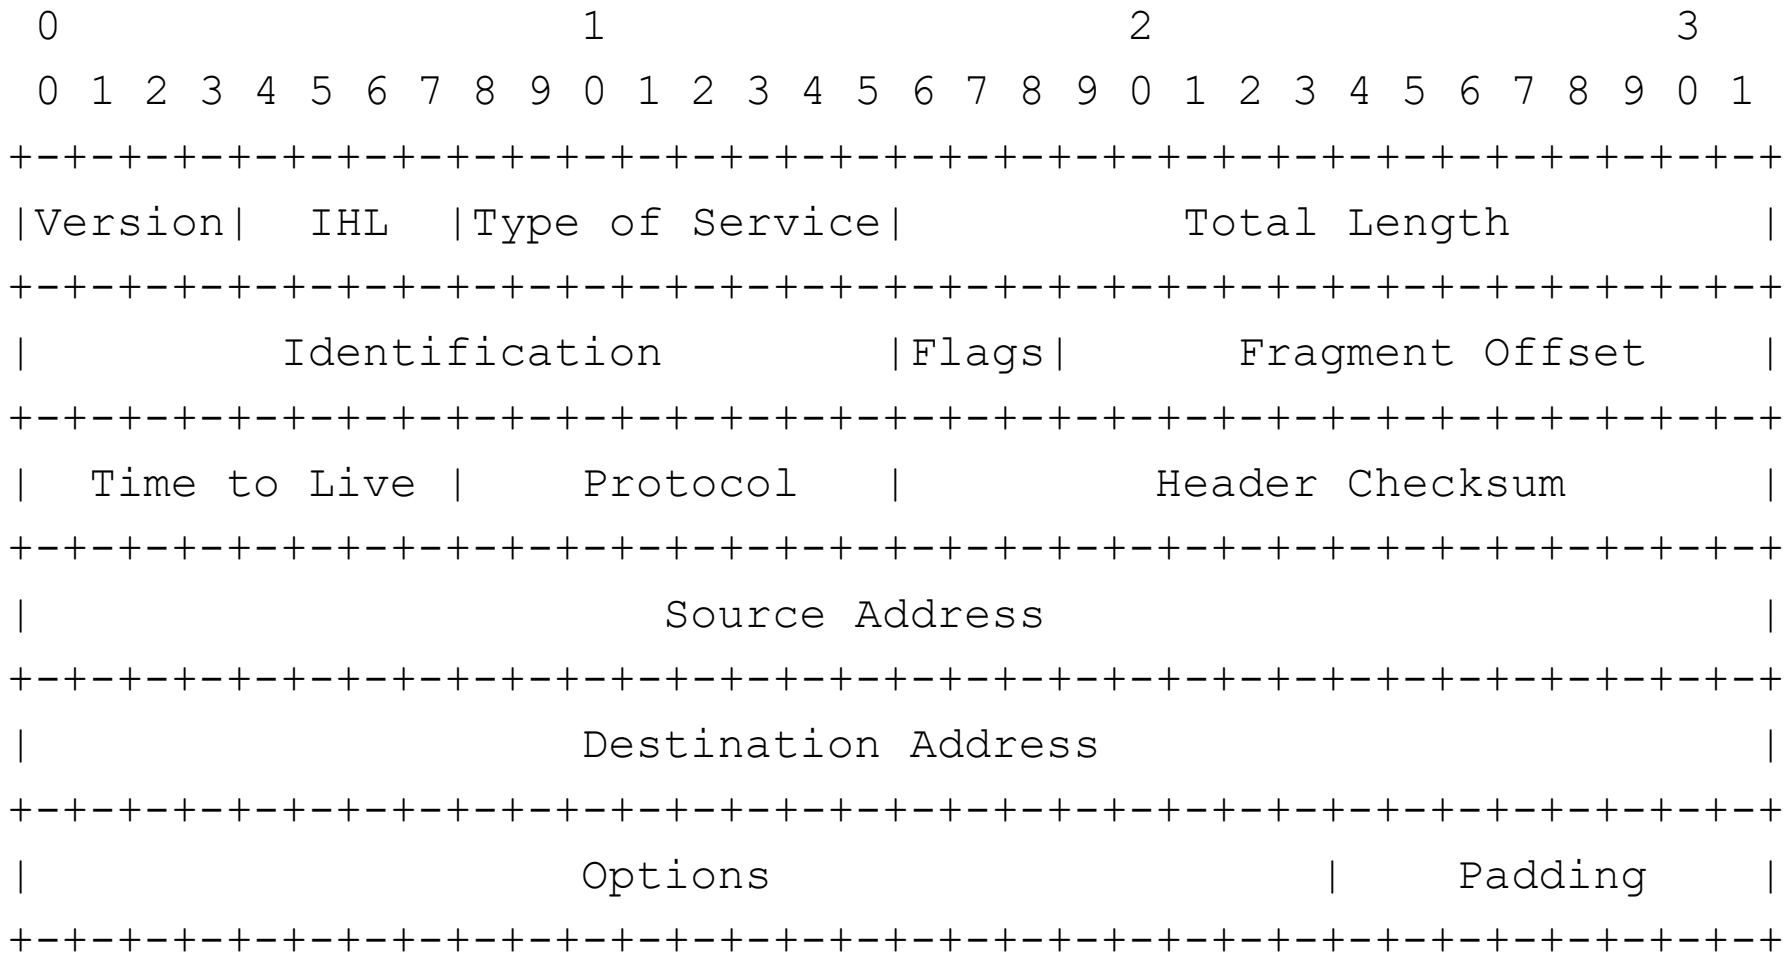 0                   1                   2                   3
 0 1 2 3 4 5 6 7 8 9 0 1 2 3 4 5 6 7 8 9 0 1 2 3 4 5 6 7 8 9 0 1
+-+-+-+-+-+-+-+-+-+-+-+-+-+-+-+-+-+-+-+-+-+-+-+-+-+-+-+-+-+-+-+-+
|Version|  IHL  |Type of Service|          Total Length         |
+-+-+-+-+-+-+-+-+-+-+-+-+-+-+-+-+-+-+-+-+-+-+-+-+-+-+-+-+-+-+-+-+
|         Identification        |Flags|      Fragment Offset    |
+-+-+-+-+-+-+-+-+-+-+-+-+-+-+-+-+-+-+-+-+-+-+-+-+-+-+-+-+-+-+-+-+
|  Time to Live |    Protocol   |         Header Checksum       |
+-+-+-+-+-+-+-+-+-+-+-+-+-+-+-+-+-+-+-+-+-+-+-+-+-+-+-+-+-+-+-+-+
|                       Source Address                          |
+-+-+-+-+-+-+-+-+-+-+-+-+-+-+-+-+-+-+-+-+-+-+-+-+-+-+-+-+-+-+-+-+
|                    Destination Address                        |
+-+-+-+-+-+-+-+-+-+-+-+-+-+-+-+-+-+-+-+-+-+-+-+-+-+-+-+-+-+-+-+-+
|                    Options                    |    Padding    |
+-+-+-+-+-+-+-+-+-+-+-+-+-+-+-+-+-+-+-+-+-+-+-+-+-+-+-+-+-+-+-+-+